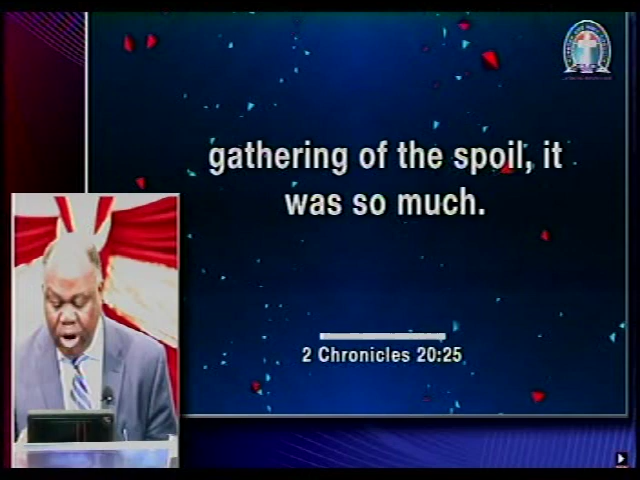 gathering of the spoil, it
was so much.
2 Chronicles 20:25